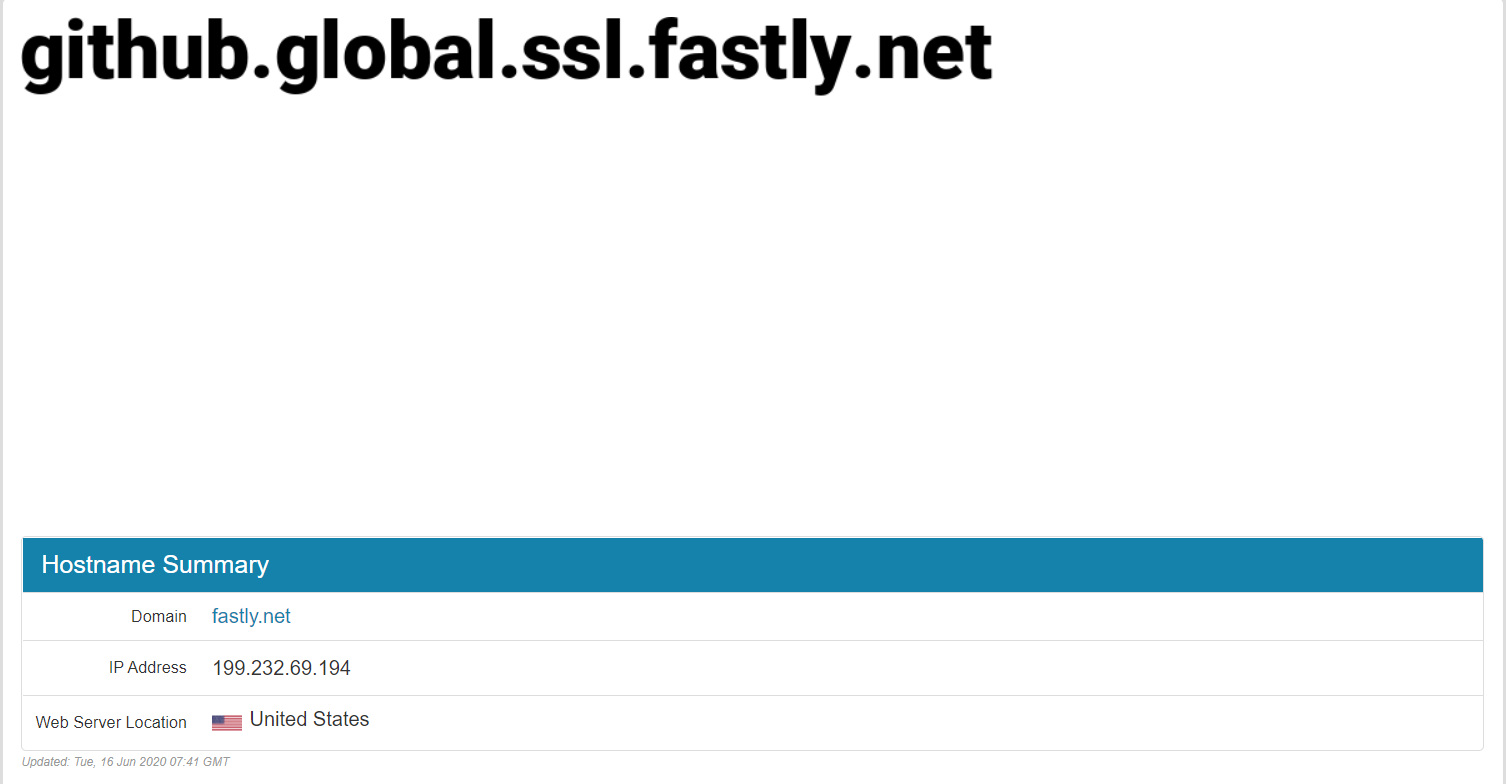 github.global.ssl.fastly.net
Hostname Summary
Domain fastly.net
IP Address 199.232.69.194
Web Server Location United States
Updated: Tue, 16 Jun 2020 07:41 GMT